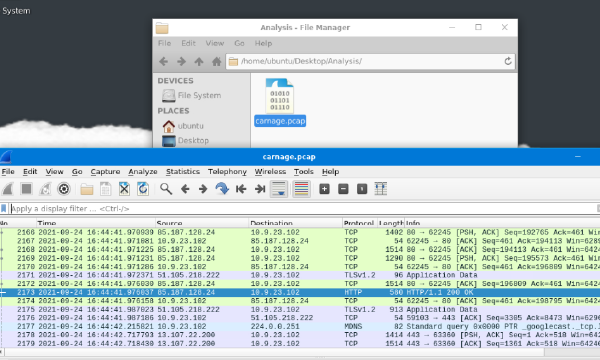 System
Analysis - File Manager
File Edit View Go Help
/home/ubuntu/Desktop/Analysis/
DEVICES
File System
PLACES
ubuntu
Desktop
01010
01101
01110
carnage.pcap
carnage.pcap
File Edit View Go Capture Analyze Statistics Telephony Wireless Tools Help
Apply a display filter ... <Ctrl-/>
No. Time Source Destination Protocol Length Info
2166 2021-09-24 16:44:41.970939 85.187.128.24 10.9.23.102 TCP 1402 80 → 62245 [PSH, ACK] Seq=192765 Ack=461 Win=6424
2167 2021-09-24 16:44:41.971081 10.9.23.102 85.187.128.24 TCP 54 62245 → 80 [ACK] Seq=461 Ack=194113 Win=6289
2168 2021-09-24 16:44:41.971225 85.187.128.24 10.9.23.102 TCP 1514 80 → 62245 [ACK] Seq=194113 Ack=461 Win=6424
2169 2021-09-24 16:44:41.971231 85.187.128.24 10.9.23.102 TCP 1290 80 → 62245 [PSH, ACK] Seq=195573 Ack=461 Win=
2170 2021-09-24 16:44:41.971286 10.9.23.102 85.187.128.24 TCP 54 62245 → 80 [ACK] Seq=461 Ack=196809 Win=6424
2171 2021-09-24 16:44:41.972371 51.105.218.222 10.9.23.102 TLSv1.2 96 Application Data
2172 2021-09-24 16:44:41.976030 85.187.128.24 10.9.23.102 TCP 1514 80 → 62245 [ACK] Seq=196809 Ack=461 Win=6424
2173 2021-09-24 16:44:41.976037 85.187.128.24 10.9.23.102 HTTP 580 HTTP/1.1 200 OK
2174 2021-09-24 16:44:41.976158 10.9.23.102 85.187.128.24 TCP 54 62245 → 80 [ACK] Seq=461 Ack=198795 Win=6424
2175 2021-09-24 16:44:41.987023 51.105.218.222 10.9.23.102 TLSv1.2 913 Application Data
2176 2021-09-24 16:44:41.987186 10.9.23.102 51.105.218.222 TCP 54 59103 → 443 [ACK] Seq=3305 Ack=8473 Win=6296
2177 2021-09-24 16:44:42.215821 10.9.23.102 224.0.0.251 MDNS 82 Standard query 0x0000 PTR _googlecast._tcp.
2178 2021-09-24 16:44:42.717793 13.107.22.200 10.9.23.102 TCP 1414 443 → 63360 [PSH, ACK] Seq=1 Ack=518 Win=642
2179 2021-09-24 16:44:42.718430 13.107.22.200 10.9.23.102 TCP 1514 443 → 63360 [ACK] Seq=1361 Ack=518 Win=6424